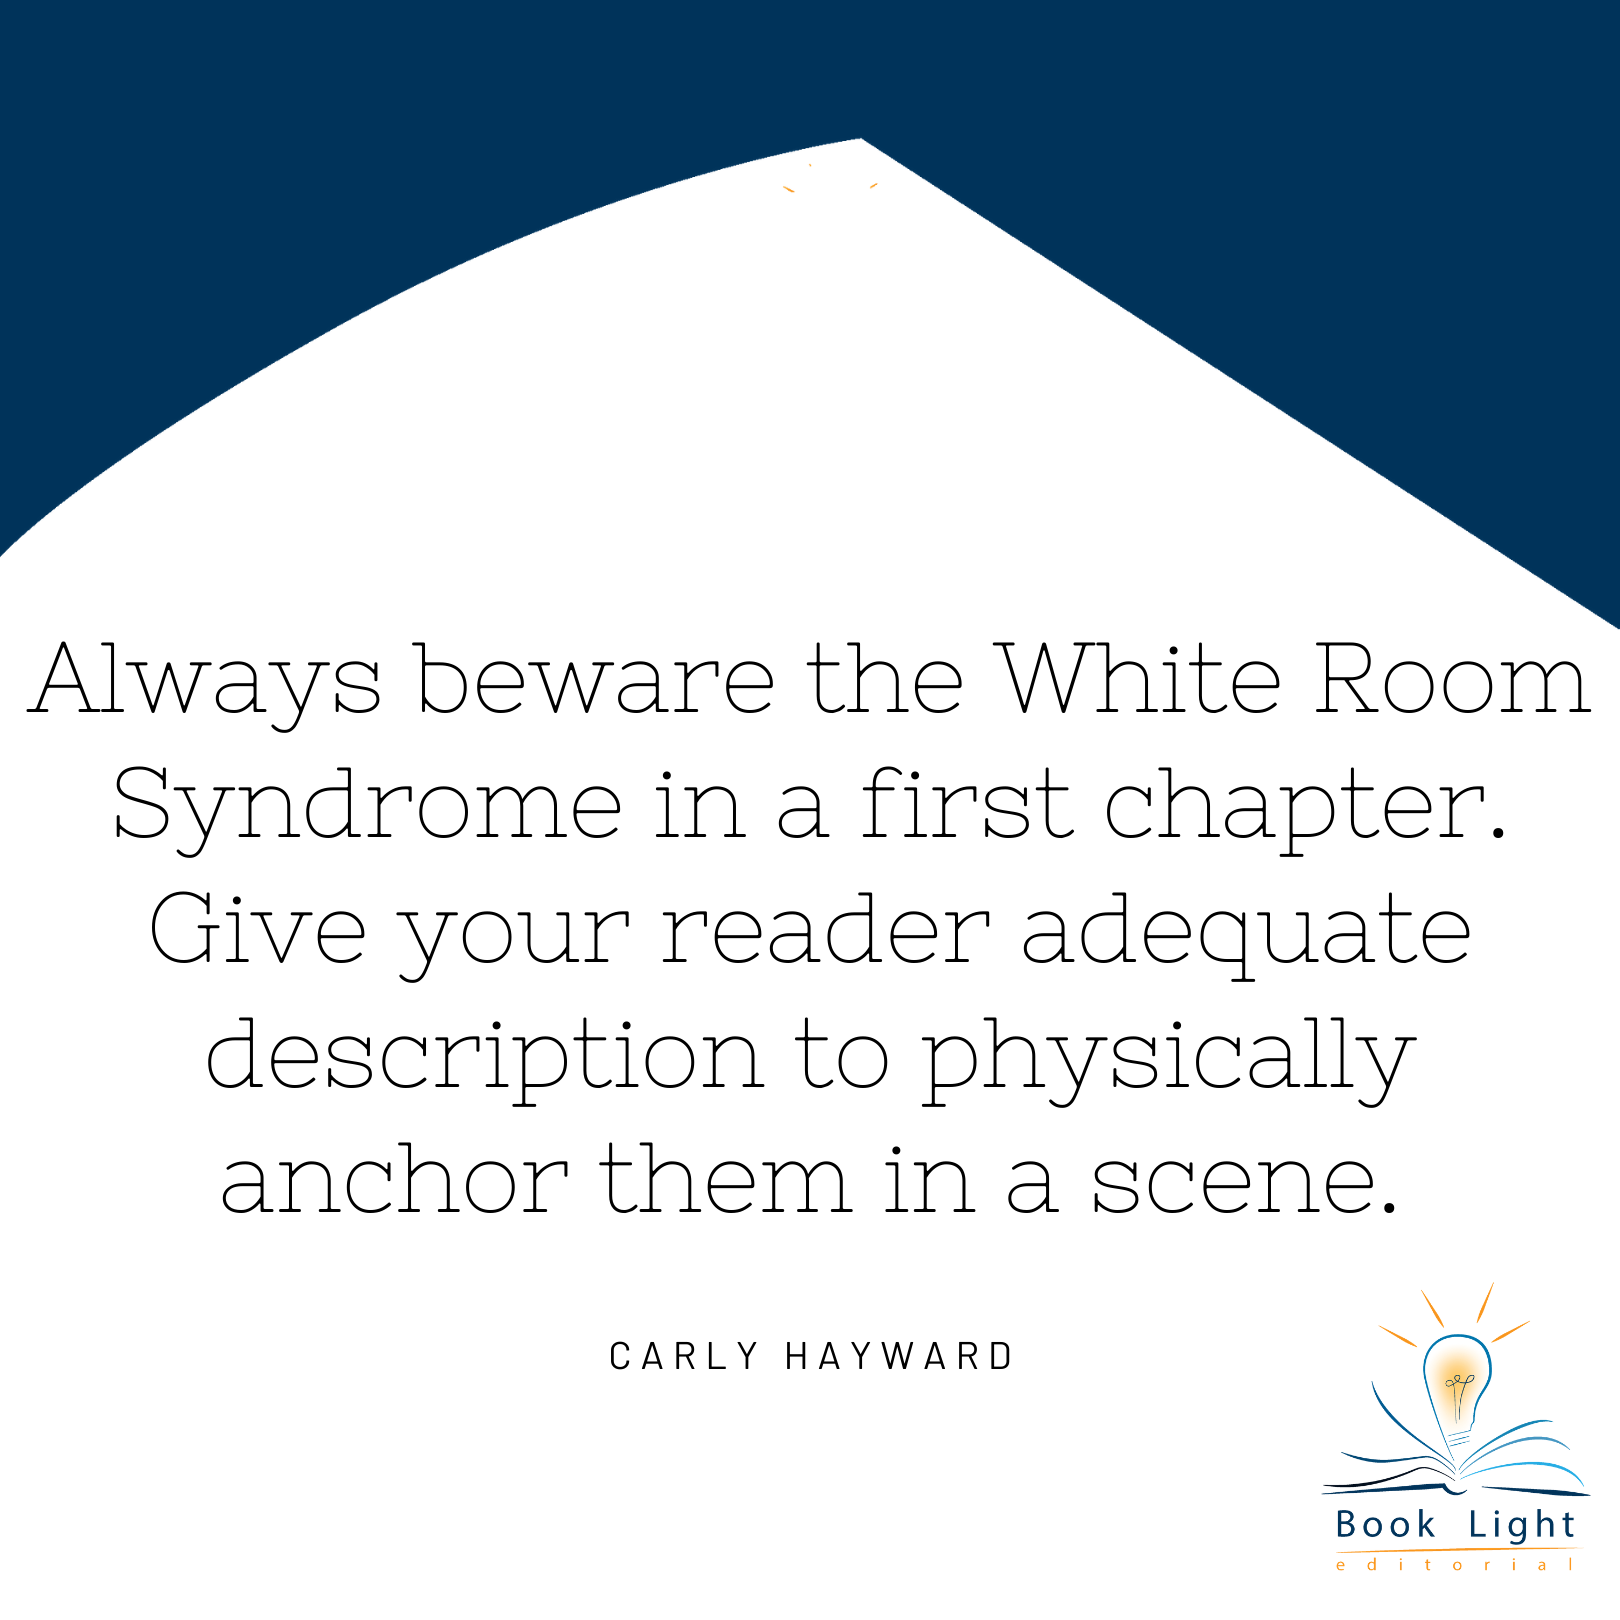 Always beware the White Room
Syndrome in a first chapter.
Give your reader adequate
description to physically
anchor them in a scene.
CARLY HAYWARD
Book Light
editorial